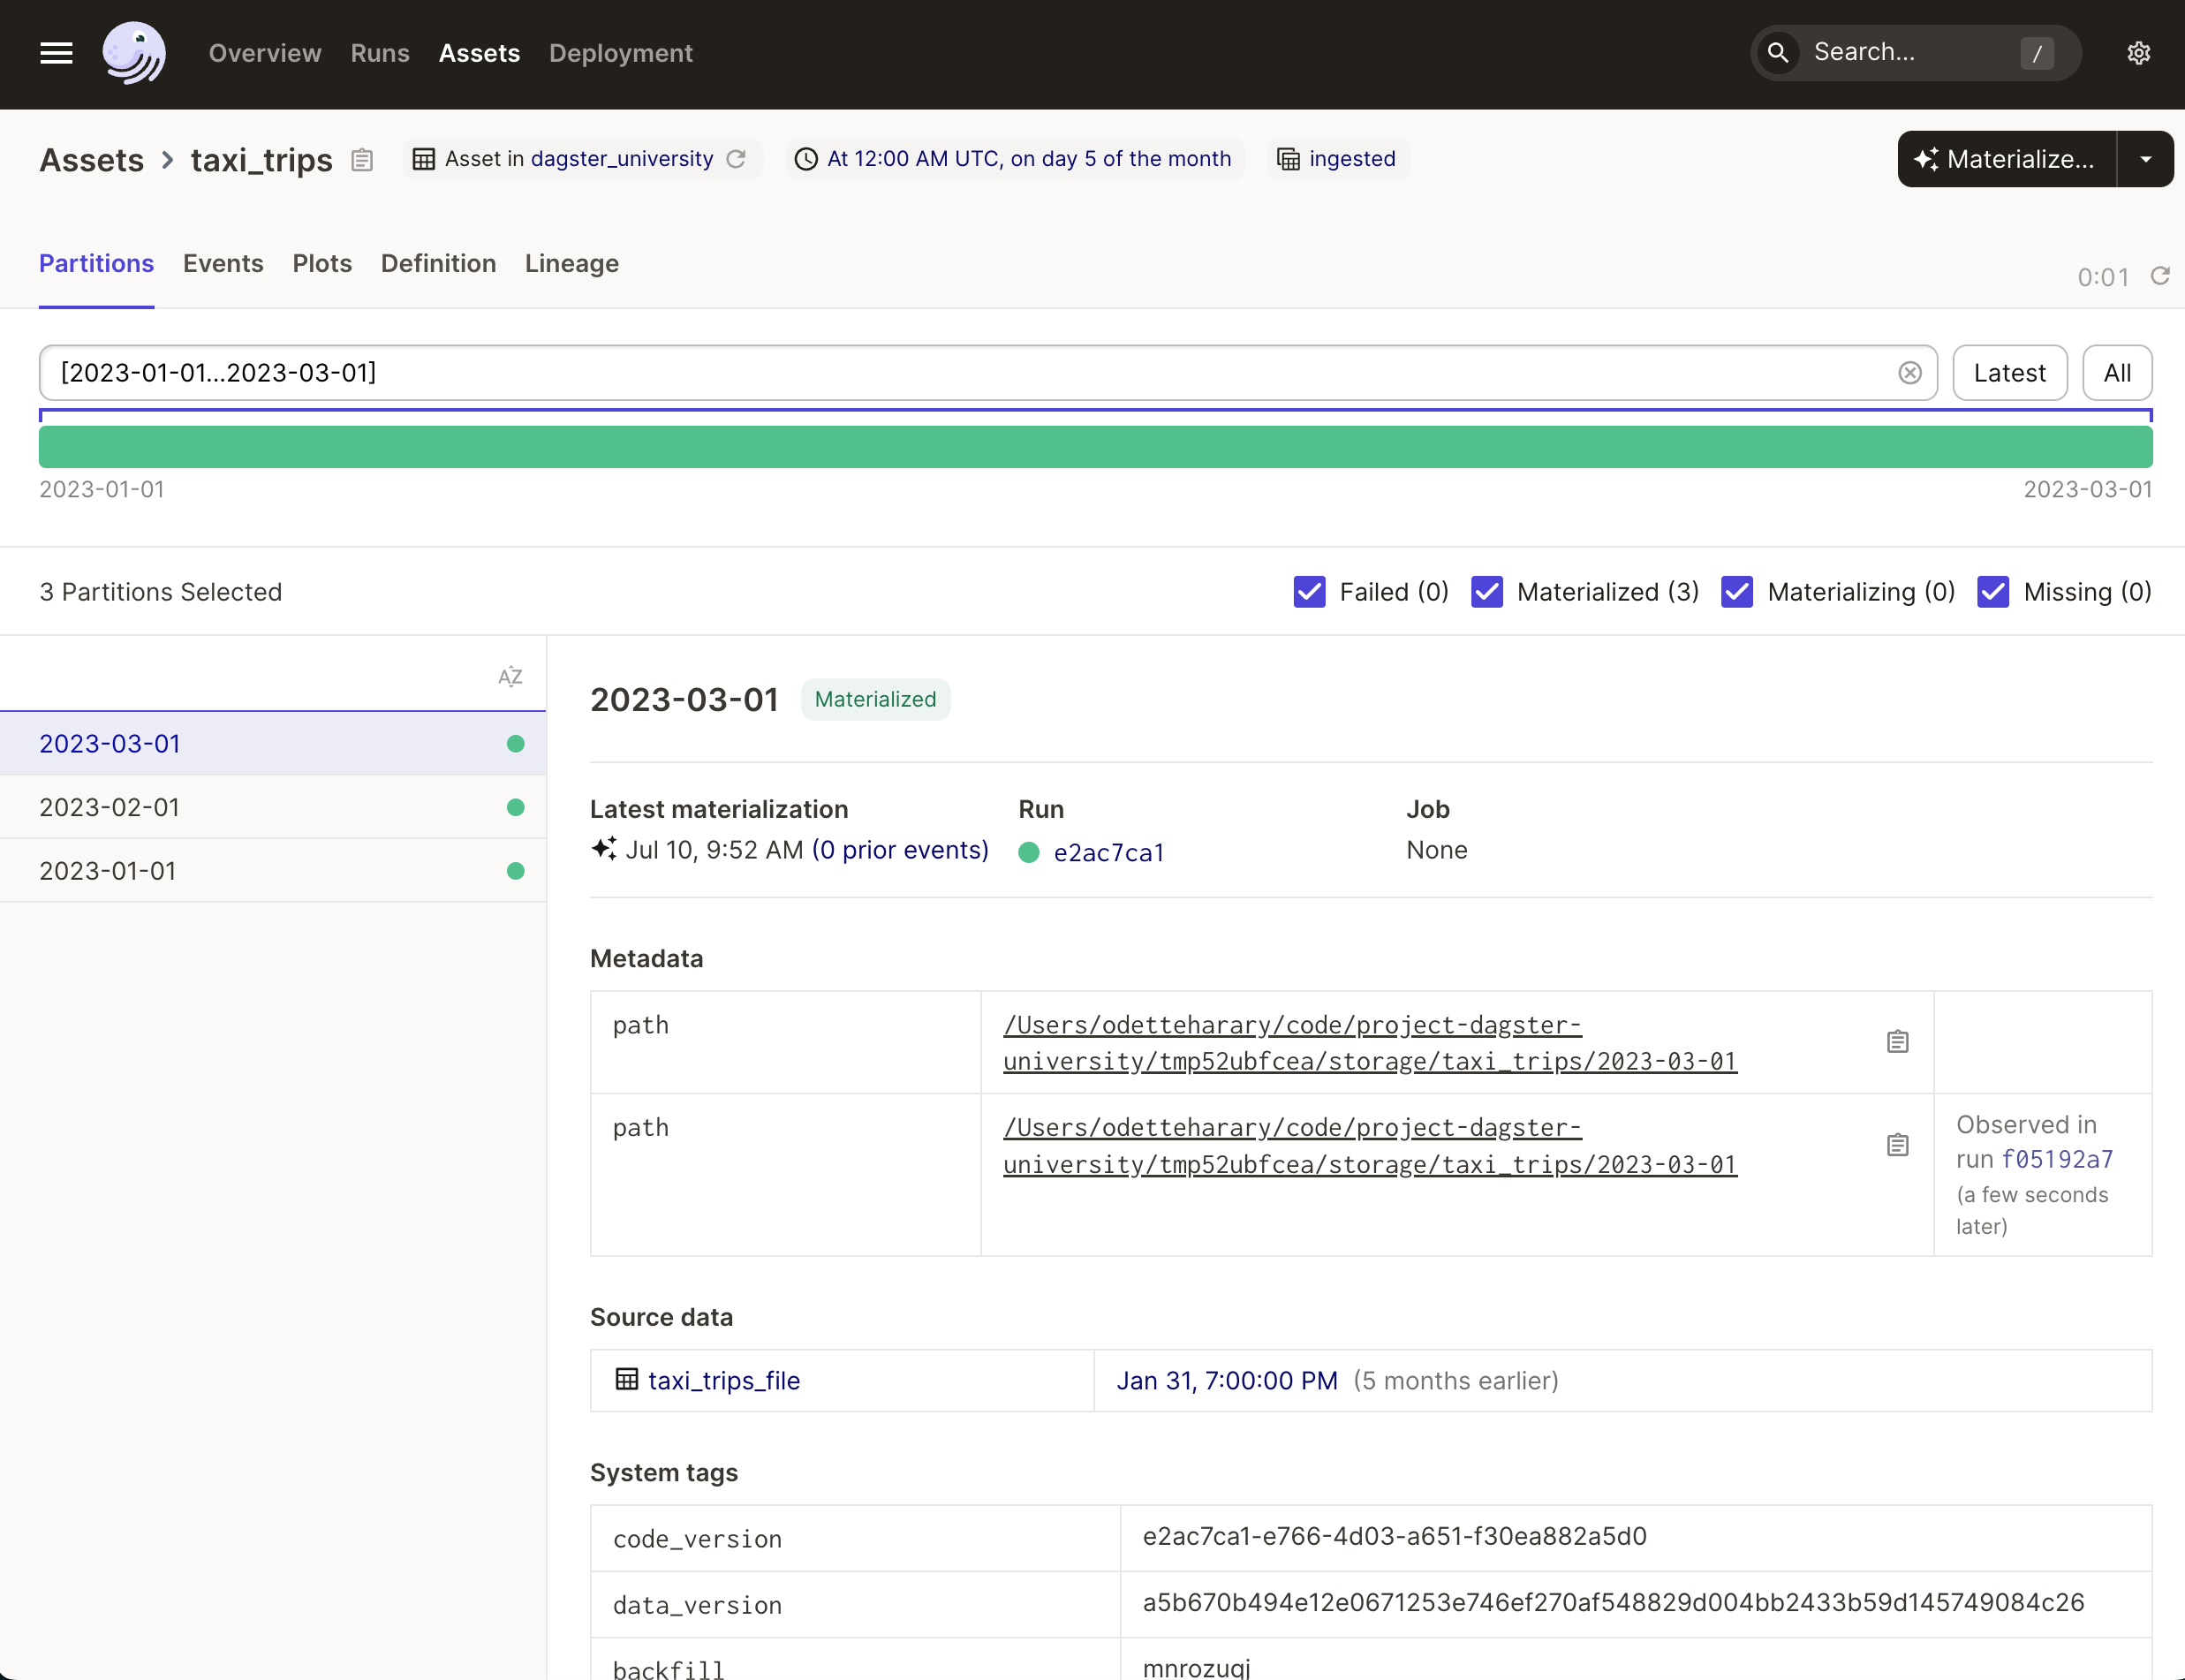 Overview Runs Assets Deployment Search... /
Assets > taxi_trips Asset in dagster_university At 12:00 AM UTC, on day 5 of the month ingested Materialize...
Partitions Events Plots Definition Lineage 0:01
[2023-01-01...2023-03-01] Latest All
2023-01-01 2023-03-01
3 Partitions Selected Failed (0) Materialized (3) Materializing (0) Missing (0)
AZ
2023-03-01
2023-02-01
2023-01-01
2023-03-01 Materialized
Latest materialization Run Job
Jul 10, 9:52 AM (0 prior events) e2ac7ca1 None
Metadata
path /Users/odetteharary/code/project-dagster-
university/tmp52ubfcea/storage/taxi_trips/2023-03-01
path /Users/odetteharary/code/project-dagster-
university/tmp52ubfcea/storage/taxi_trips/2023-03-01
Observed in
run f05192a7
(a few seconds
later)
Source data
taxi_trips_file Jan 31, 7:00:00 PM (5 months earlier)
System tags
code_version e2ac7ca1-e766-4d03-a651-f30ea882a5d0
data_version a5b670b494e12e0671253e746ef270af548829d004bb2433b59d145749084c26
backfill mnrozuqj